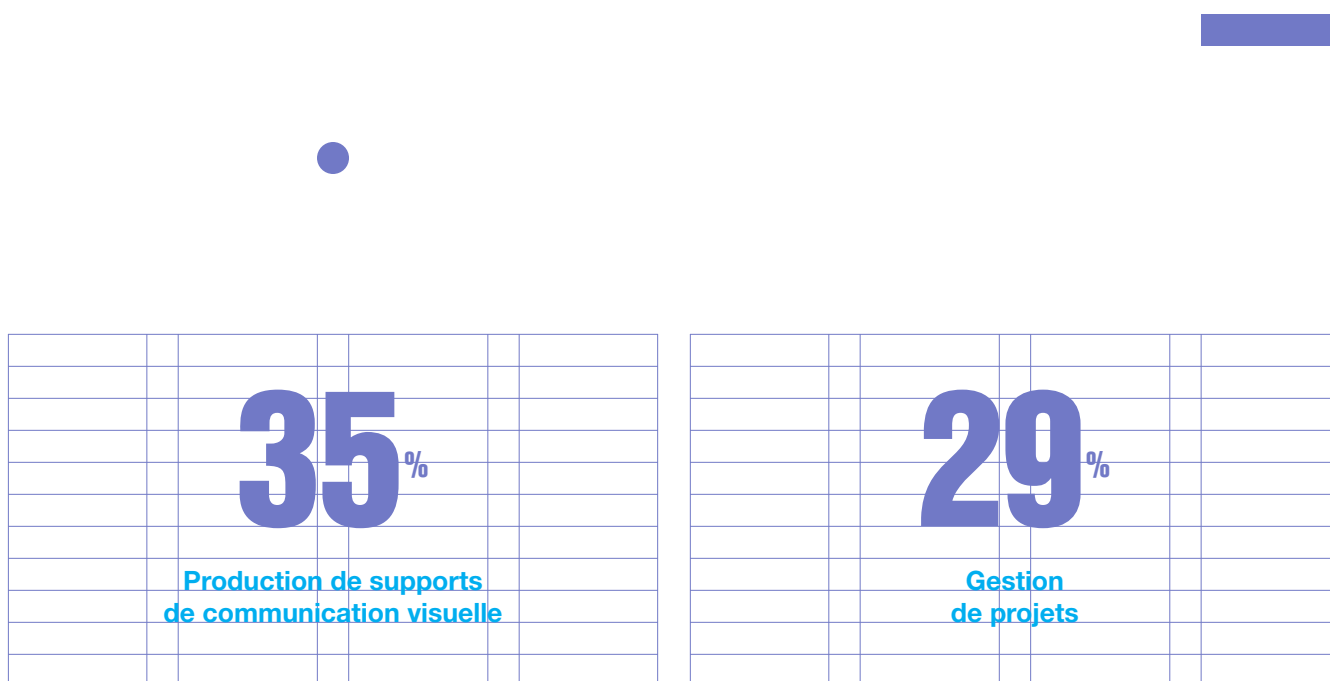 35%
Production de supports
de communication visuelle
29%
Gestion
de projets